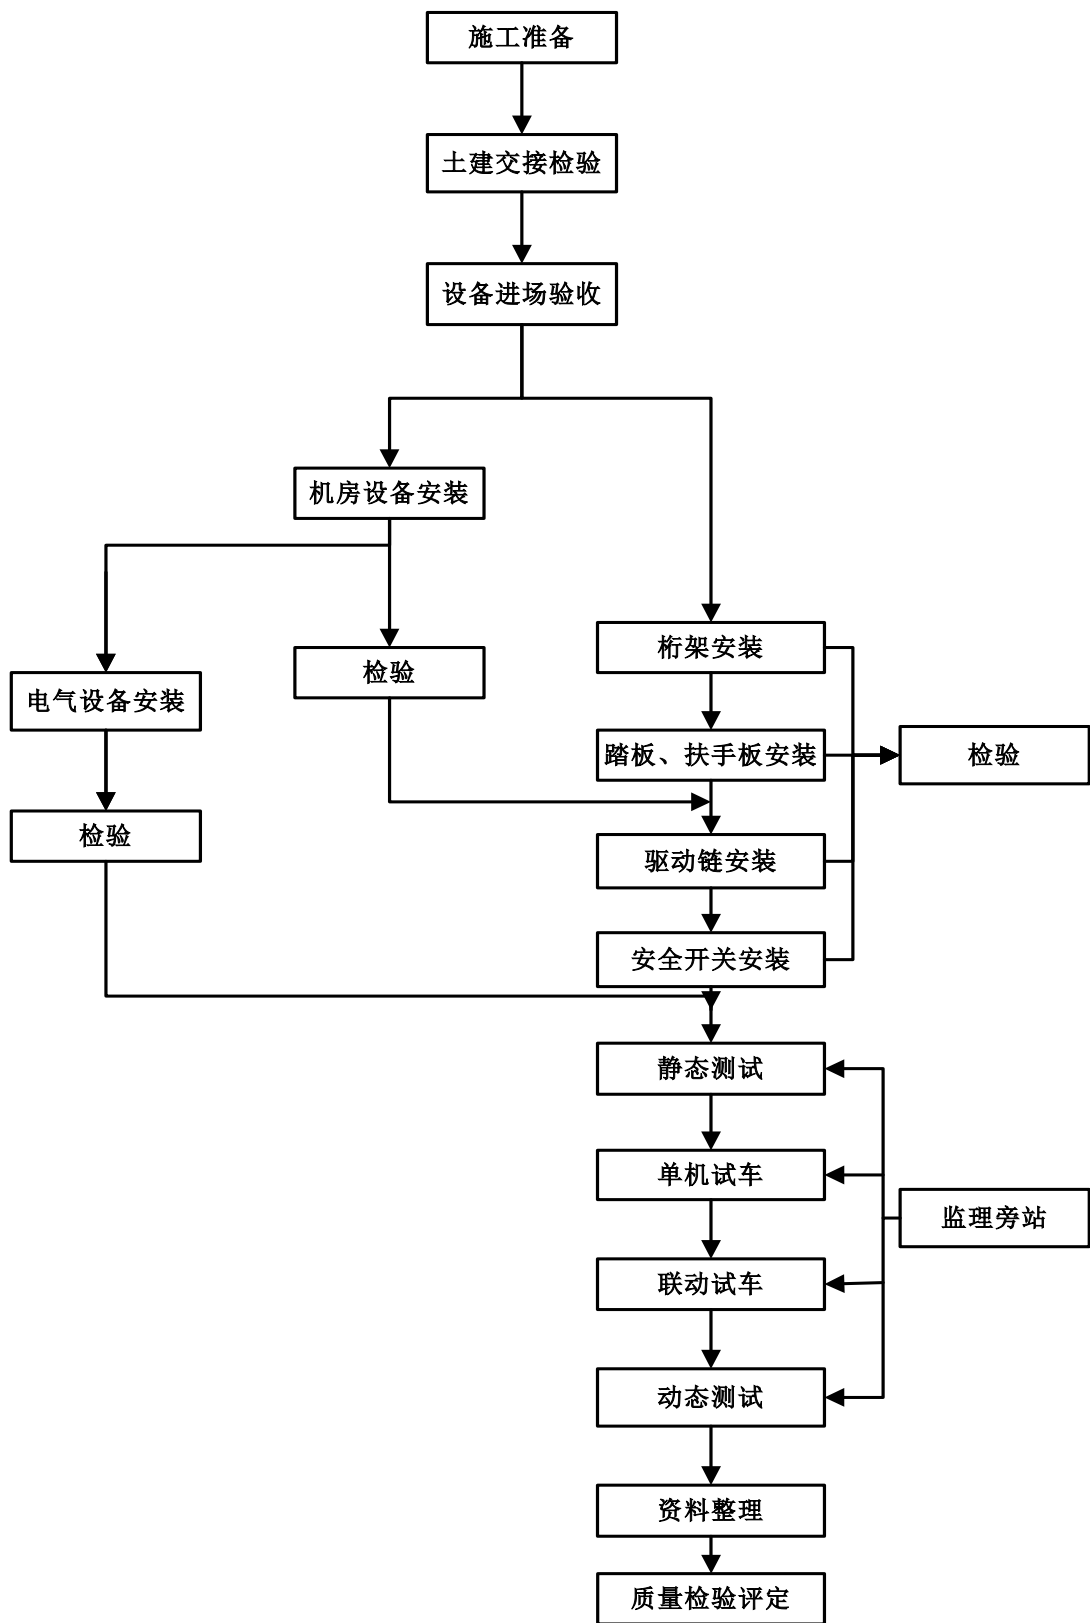 施工准备
土建交接检验
设备进场验收
机房设备安装
桁架安装
检验
电气设备安装
踏板、扶手板安装
检验
检验
驱动链安装
安全开关安装
静态测试
单机试车
监理旁站
联动试车
动态测试
资料整理
质量检验评定